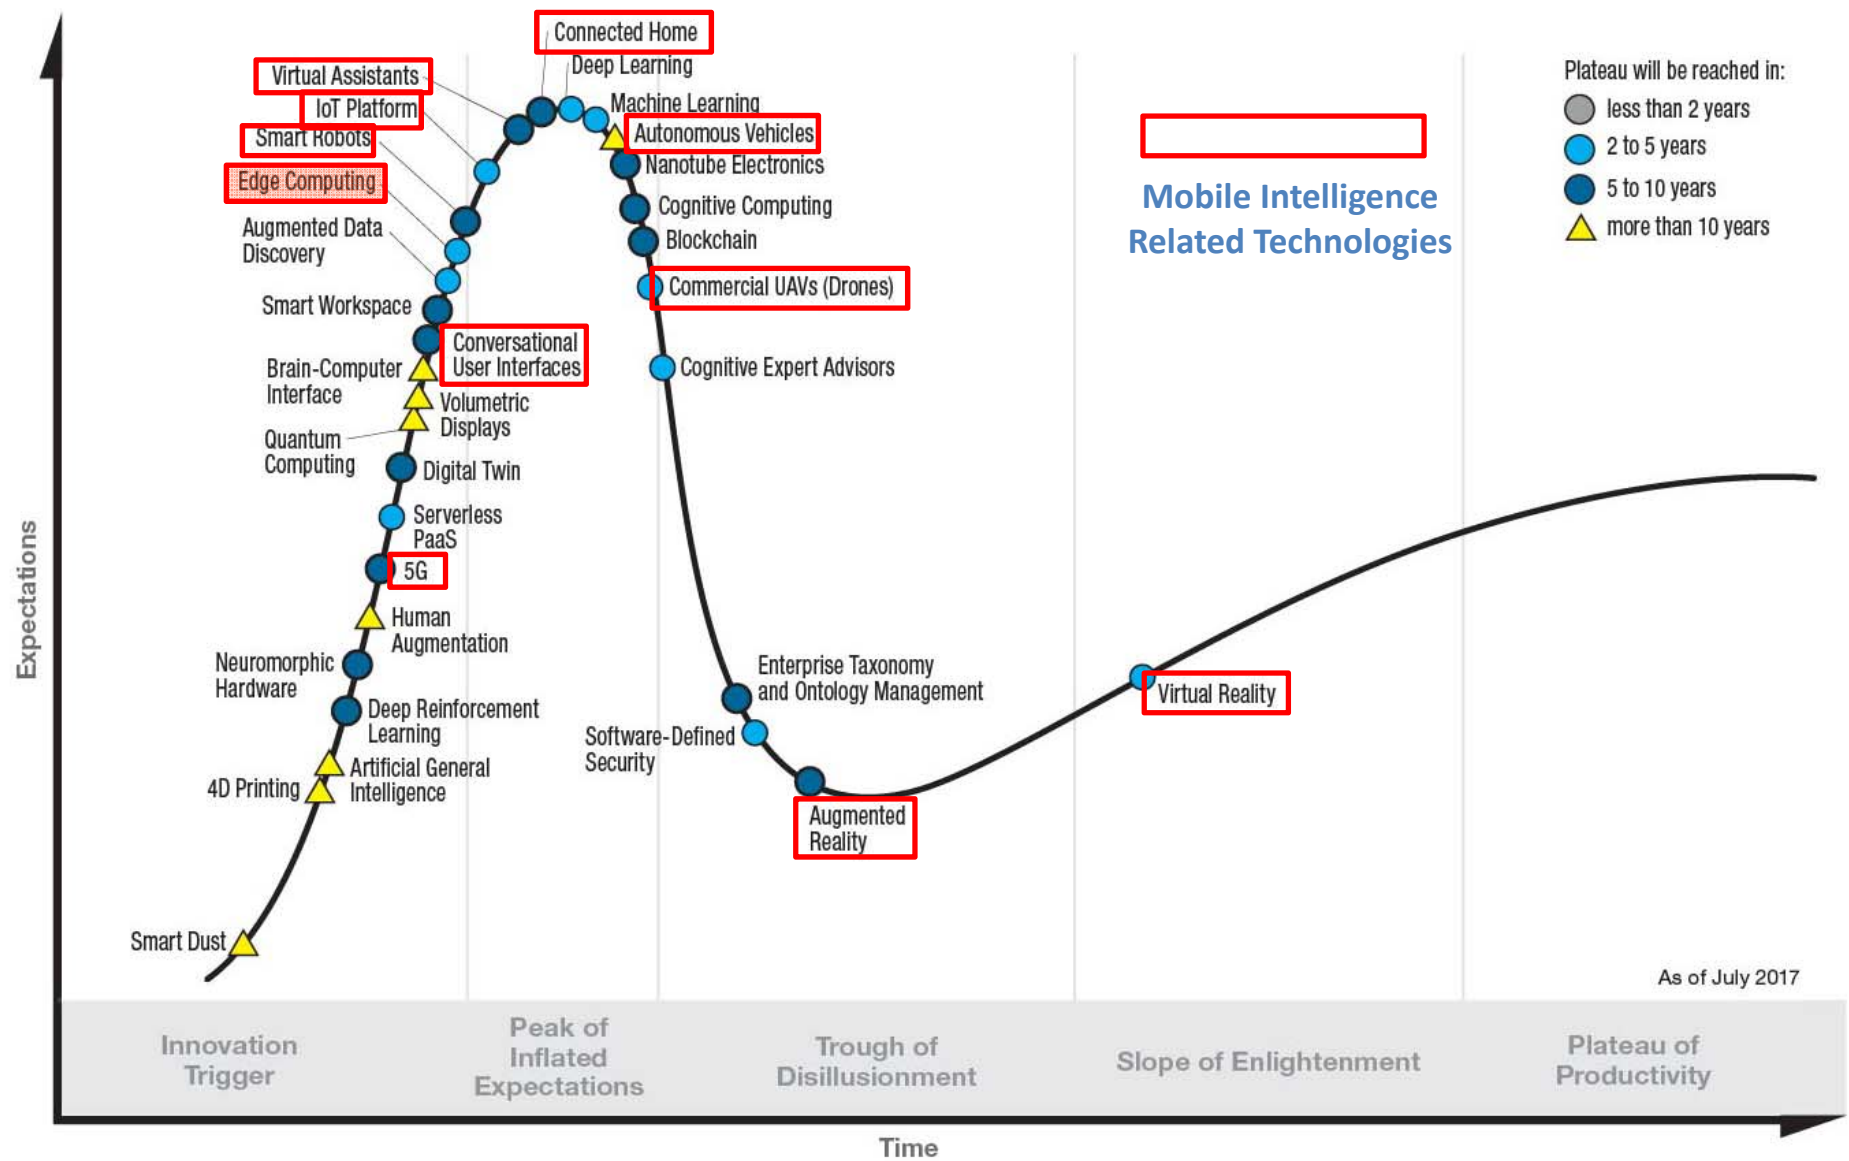 Connected Home
Deep Learning
Virtual Assistants
IoT Platform
Machine Learning
Smart Robots
Autonomous Vehicles
Nanotube Electronics
Edge Computing
Cognitive Computing
Augmented Data
Discovery
Blockchain
Commercial UAVs (Drones)
Smart Workspace
Conversational
User Interfaces
Brain-Computer
Interface
Cognitive Expert Advisors
Volumetric
Displays
Quantum
Computing
Digital Twin
Serverless
PaaS
5G
Human
Augmentation
Neuromorphic
Hardware
Deep Reinforcement
Learning
Artificial General
Intelligence
4D Printing
Smart Dust
Enterprise Taxonomy
and Ontology Management
Software-Defined
Security
Augmented
Reality
Virtual Reality
Mobile Intelligence
Related Technologies
Plateau will be reached in:
less than 2 years
2 to 5 years
5 to 10 years
more than 10 years
As of July 2017
Expectations
Innovation
Trigger
Peak of
Inflated
Expectations
Trough of
Disillusionment
Slope of Enlightenment
Plateau of
Productivity
Time